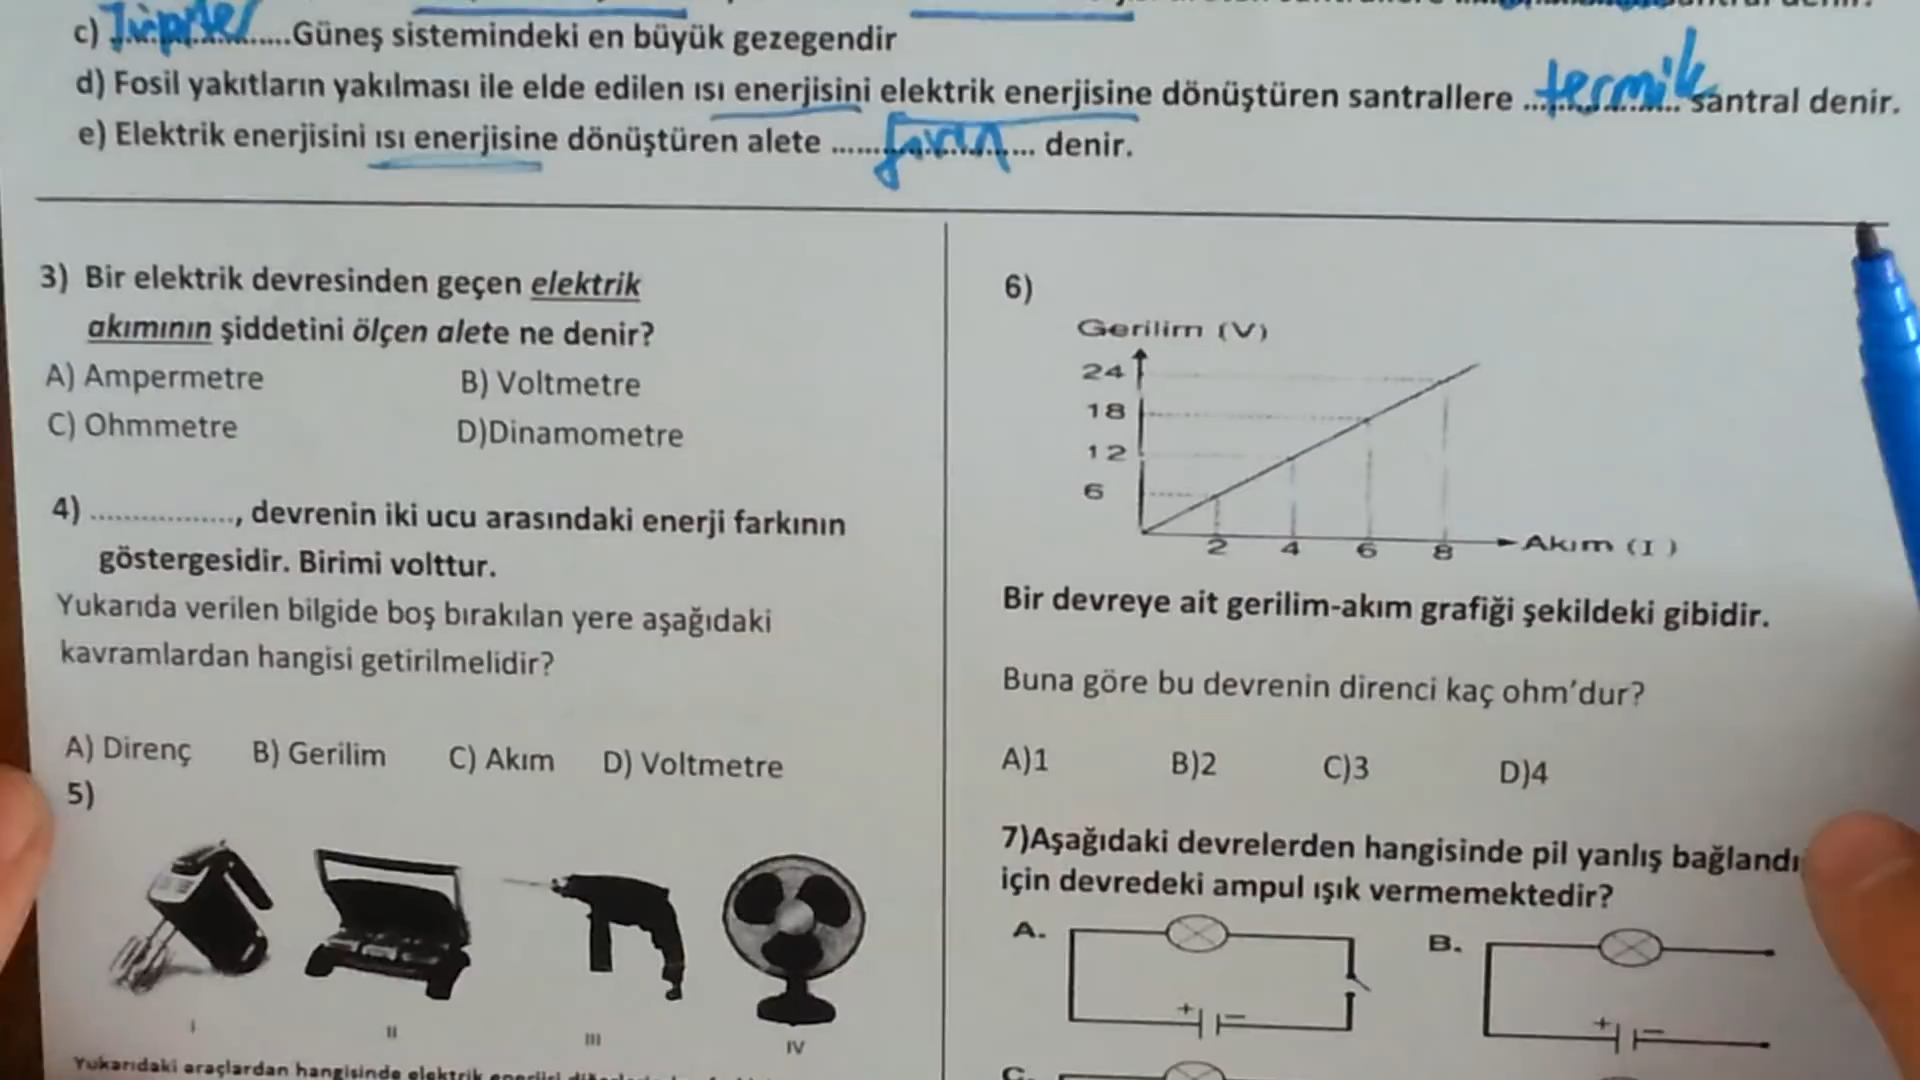 c) Jüpiter Güneş sistemindeki en büyük gezegendir
d) Fosil yakıtların yakılması ile elde edilen ısı enerjisini elektrik enerjisine dönüştüren santrallere ... termik santral denir.
e) Elektrik enerjisini ısı enerjisine dönüştüren alete ...... fırın ... denir.
3) Bir elektrik devresinden geçen elektrik
akımının şiddetini ölçen alete ne denir?
A) Ampermetre B) Voltmetre
C) Ohmmetre D)Dinamometre
4) ................., devrenin iki ucu arasındaki enerji farkının
göstergesidir. Birimi volttur.
Yukarıda verilen bilgide boş bırakılan yere aşağıdaki
kavramlardan hangisi getirilmelidir?
A) Direnç B) Gerilim C) Akım D) Voltmetre
5)
I II III IV
Yukarıdaki araçlardan hangisinde elektrik enerjisi
6)
Gerilim (V)
24
18
12
6
2 4 6 8 Akım (I )
Bir devreye ait gerilim-akım grafiği şekildeki gibidir.
Buna göre bu devrenin direnci kaç ohm’dur?
A)1 B)2 C)3 D)4
7)Aşağıdaki devrelerden hangisinde pil yanlış bağlandı
için devredeki ampul ışık vermemektedir?
A. B.
+ − + −
C.